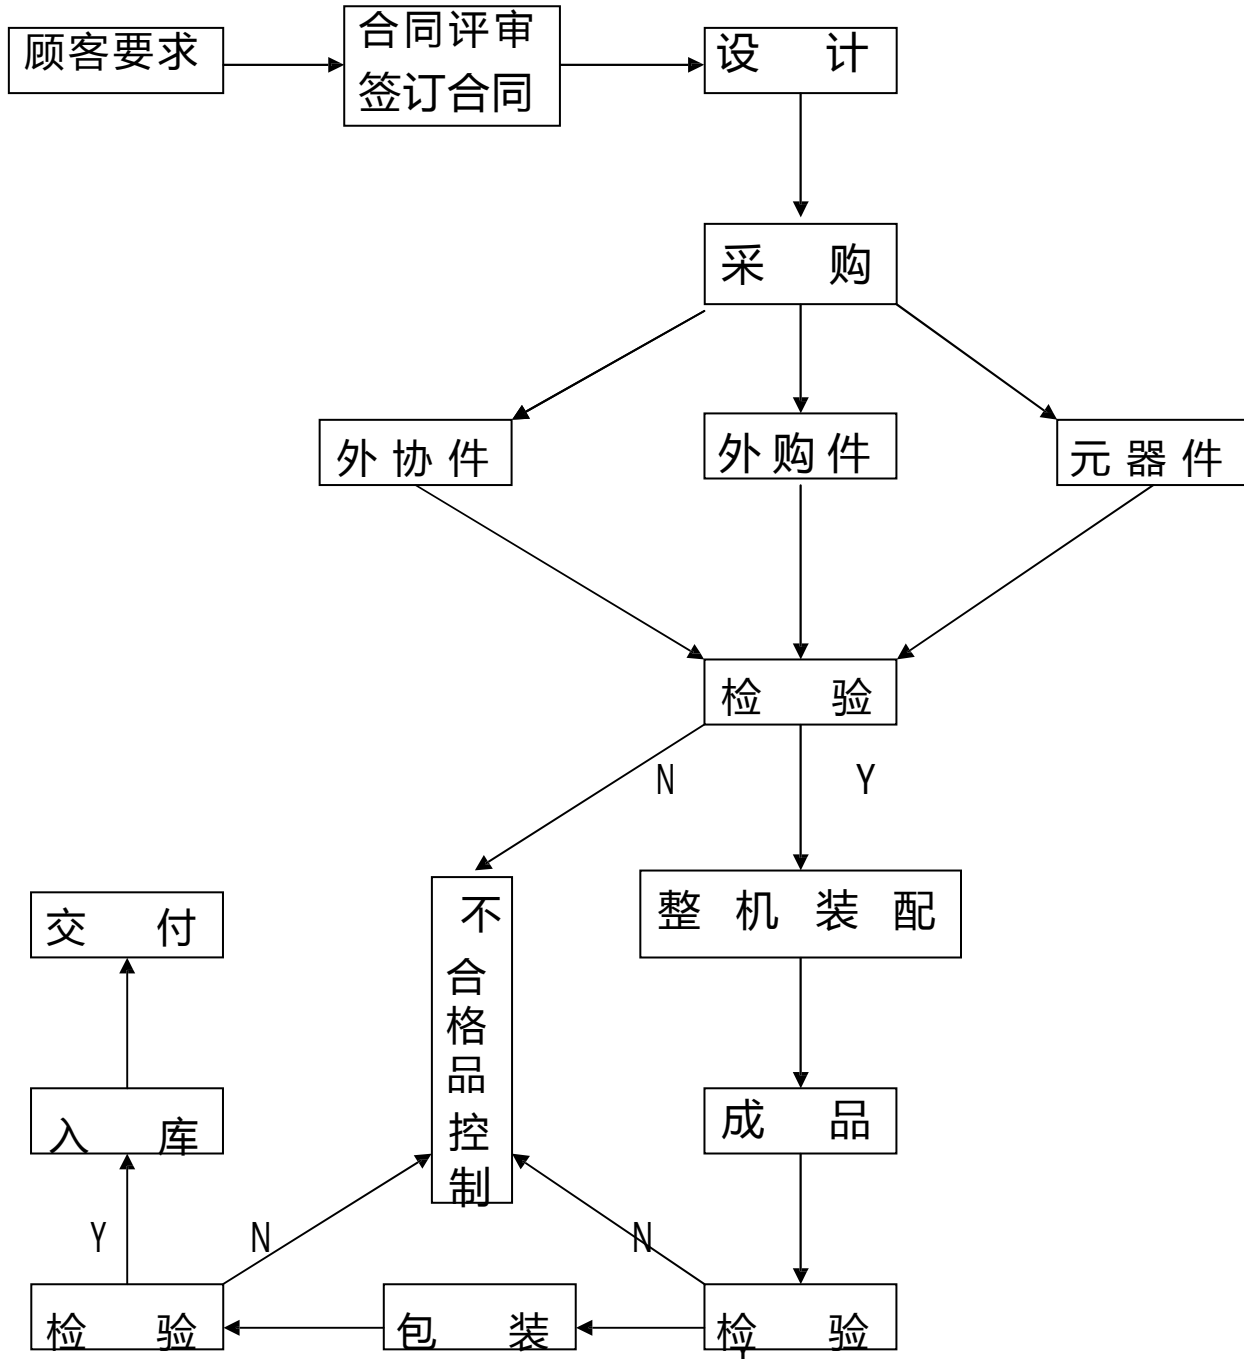 顾客要求
合同评审
签订合同
设 计
采 购
外协件
外购件
元器件
检 验
N
Y
不
合
格
品
控
制
整机装配
交 付
成 品
入 库
Y
N
N
检 验
包 装
检 验
Y